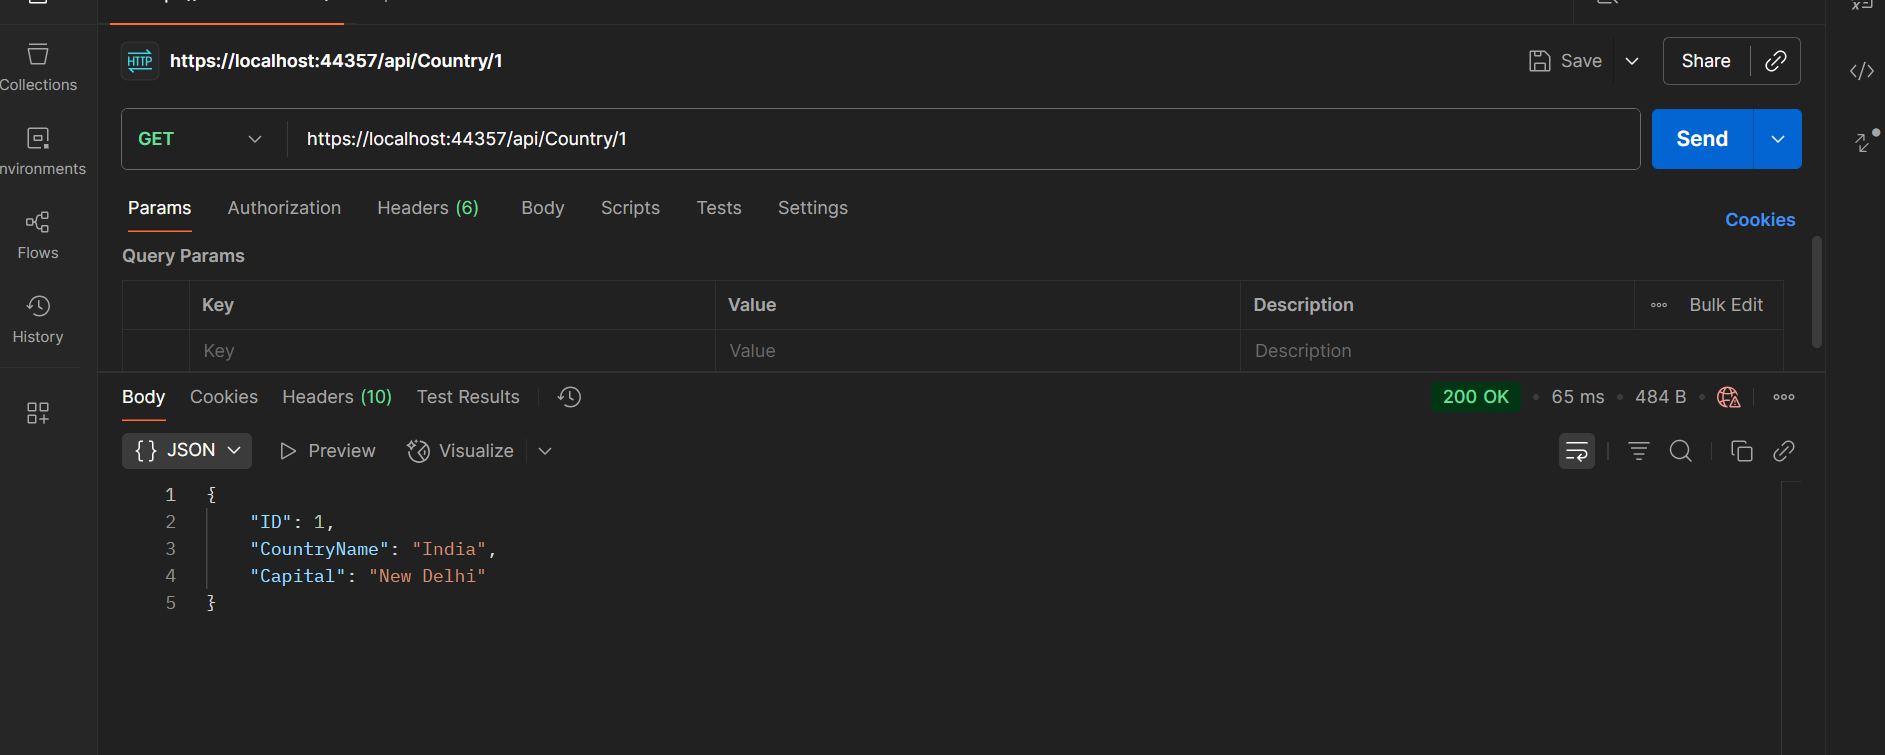 Collections
Environments
Flows
History
HTTP https://localhost:44357/api/Country/1
Save
Share
GET
https://localhost:44357/api/Country/1
Send
Params Authorization Headers (6) Body Scripts Tests Settings
Cookies
Query Params
Key Value Description Bulk Edit
Key Value Description
Body Cookies Headers (10) Test Results
200 OK • 65 ms • 484 B •
{} JSON Preview Visualize
1 {
2 "ID": 1,
3 "CountryName": "India",
4 "Capital": "New Delhi"
5 }